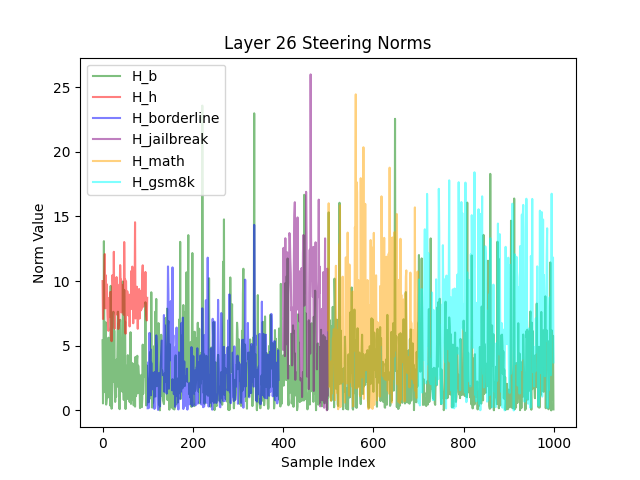 Layer 26 Steering Norms
H_b
H_h
H_borderline
H_jailbreak
H_math
H_gsm8k
25
20
15
10
5
0
Norm Value
0 200 400 600 800 1000
Sample Index